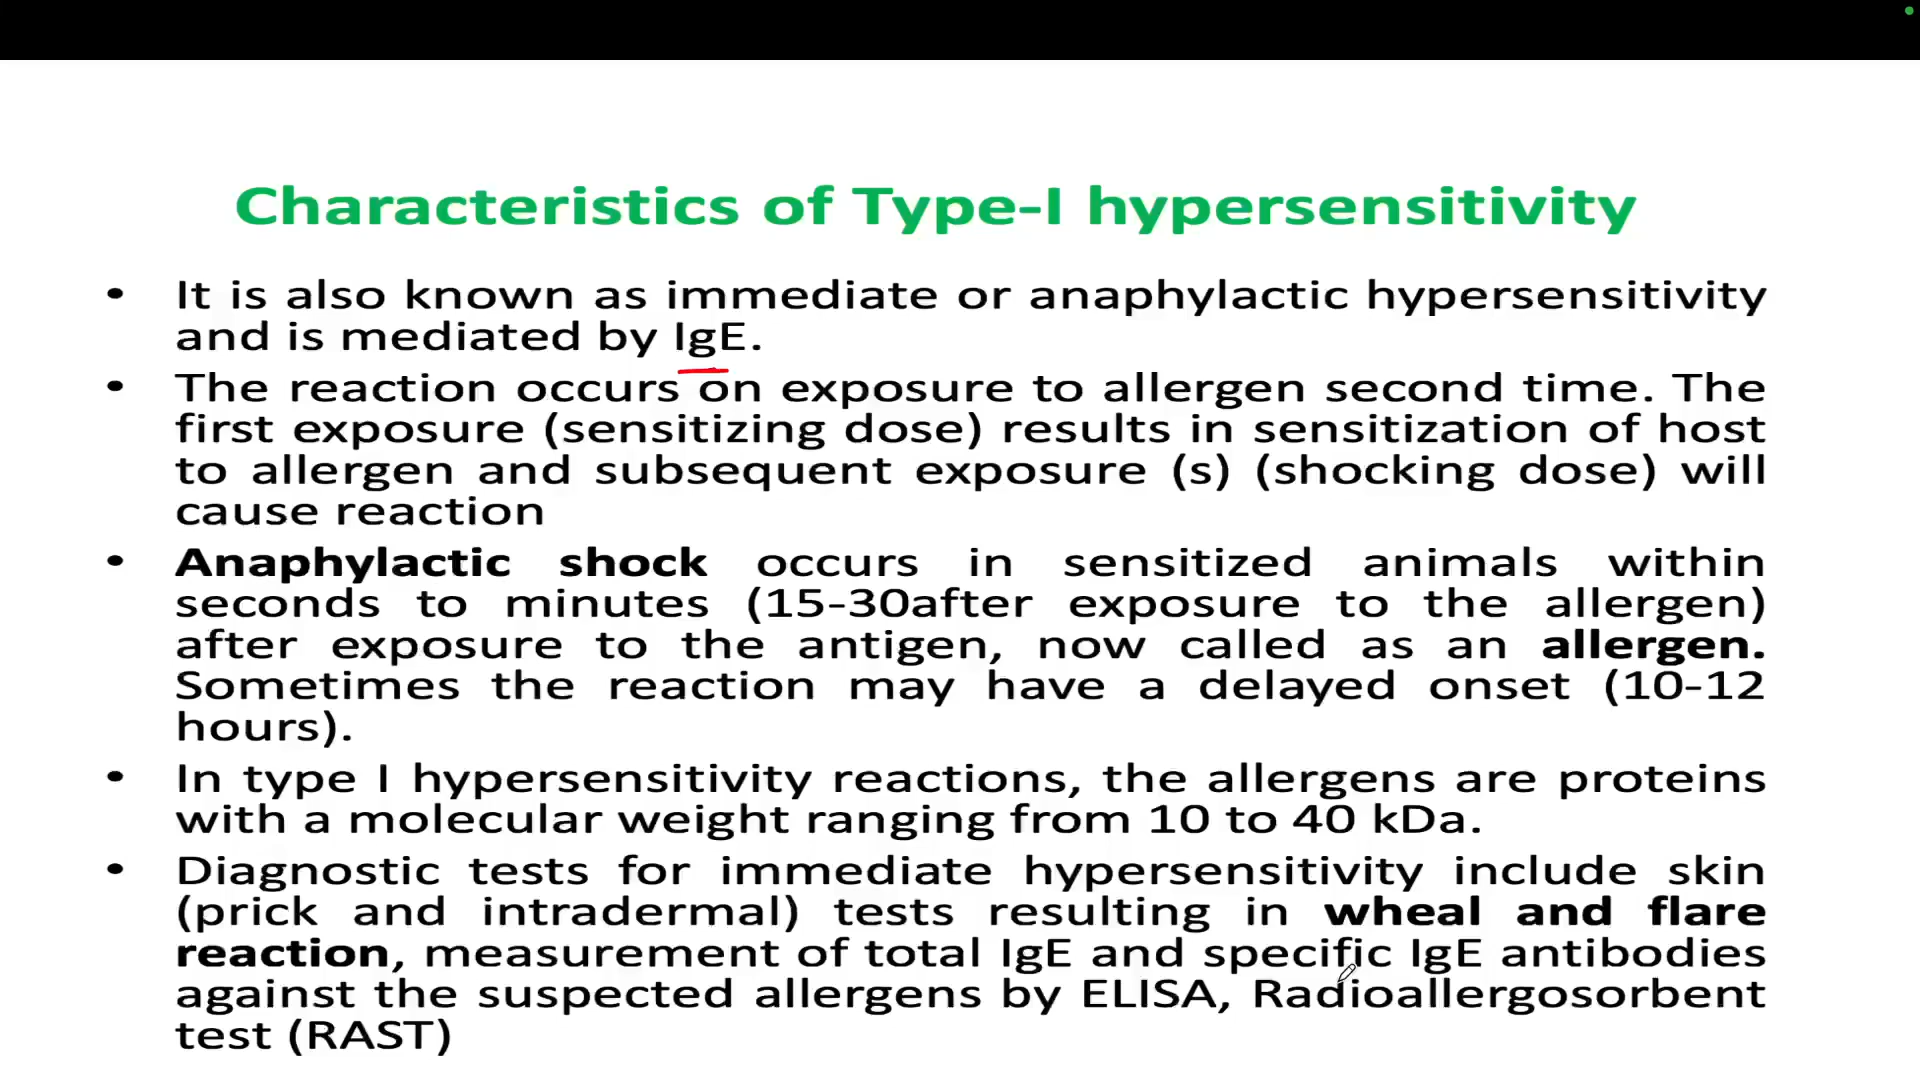 Characteristics of Type-I hypersensitivity
• It is also known as immediate or anaphylactic hypersensitivity
and is mediated by IgE.
• The reaction occurs on exposure to allergen second time. The
first exposure (sensitizing dose) results in sensitization of host
to allergen and subsequent exposure (s) (shocking dose) will
cause reaction
• Anaphylactic shock occurs in sensitized animals within
seconds to minutes (15-30after exposure to the allergen)
after exposure to the antigen, now called as an allergen.
Sometimes the reaction may have a delayed onset (10-12
hours).
• In type I hypersensitivity reactions, the allergens are proteins
with a molecular weight ranging from 10 to 40 kDa.
• Diagnostic tests for immediate hypersensitivity include skin
(prick and intradermal) tests resulting in wheal and flare
reaction, measurement of total IgE and specific IgE antibodies
against the suspected allergens by ELISA, Radioallergosorbent
test (RAST)